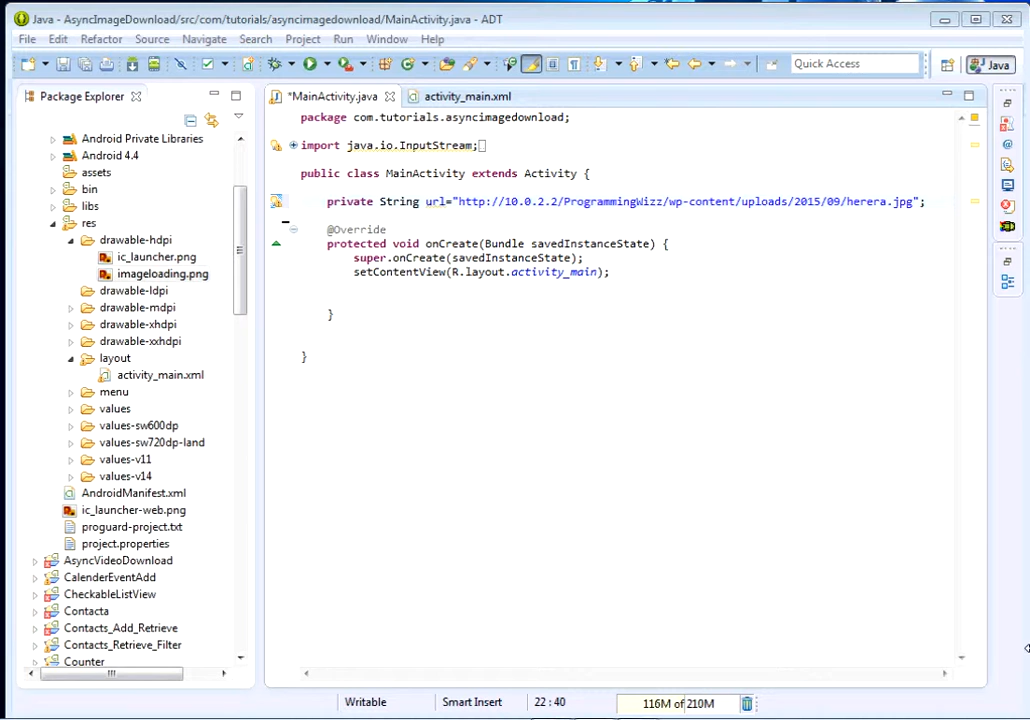 Java - AsyncImageDownload/src/com/tutorials/asyncimagedownload/MainActivity.java - ADT
File Edit Refactor Source Navigate Search Project Run Window Help
Quick Access
Java
Package Explorer
Android Private Libraries
Android 4.4
assets
bin
libs
res
drawable-hdpi
ic_launcher.png
imageloading.png
drawable-ldpi
drawable-mdpi
drawable-xhdpi
drawable-xxhdpi
layout
activity_main.xml
menu
values
values-sw600dp
values-sw720dp-land
values-v11
values-v14
AndroidManifest.xml
ic_launcher-web.png
proguard-project.txt
project.properties
AsyncVideoDownload
CalenderEventAdd
CheckableListView
Contacta
Contacts_Add_Retrieve
Contacts_Retrieve_Filter
Counter
*MainActivity.java
activity_main.xml
package com.tutorials.asyncimagedownload;
import java.io.InputStream;
public class MainActivity extends Activity {
private String url="http://10.0.2.2/ProgrammingWizz/wp-content/uploads/2015/09/herera.jpg";
@Override
protected void onCreate(Bundle savedInstanceState) {
super.onCreate(savedInstanceState);
setContentView(R.layout.activity_main);
}
}
Writable
Smart Insert
22 : 40
116M of 210M